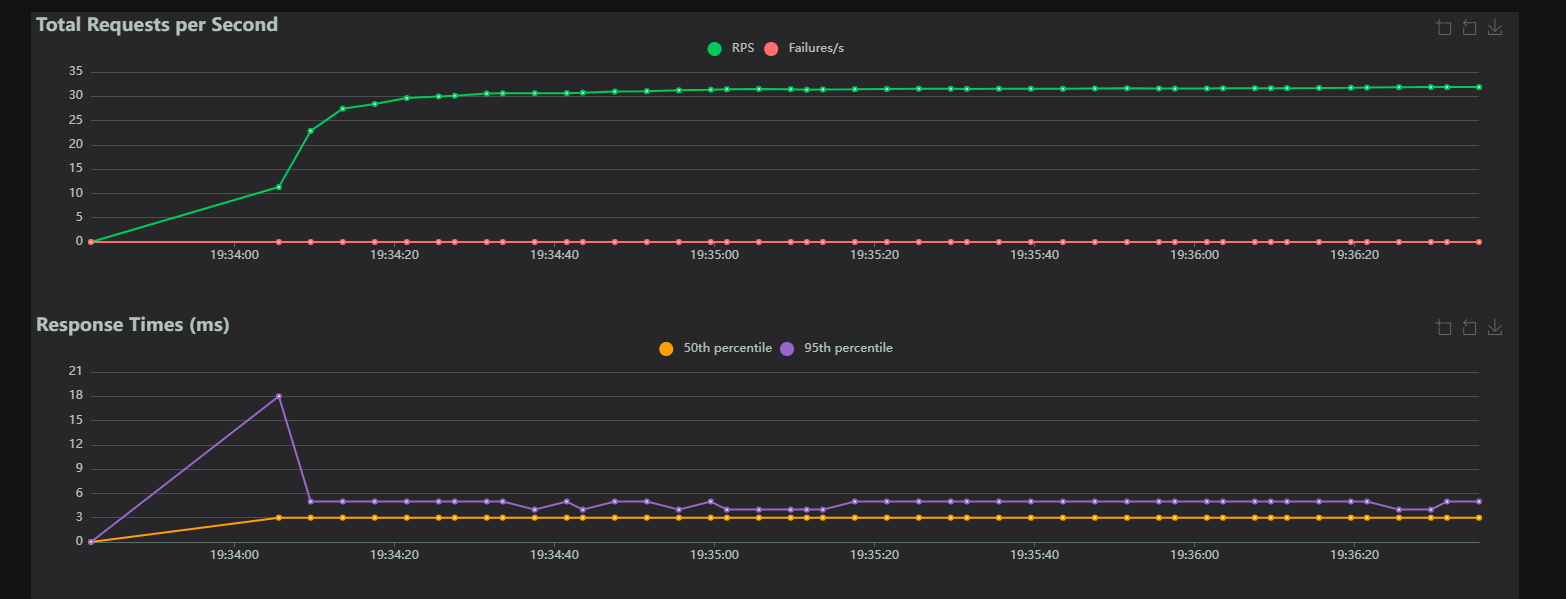 Total Requests per Second
RPS Failures/s
35
30
25
20
15
10
5
0
19:34:00 19:34:20 19:34:40 19:35:00 19:35:20 19:35:40 19:36:00 19:36:20
Response Times (ms)
50th percentile 95th percentile
21
18
15
12
9
6
3
0
19:34:00 19:34:20 19:34:40 19:35:00 19:35:20 19:35:40 19:36:00 19:36:20